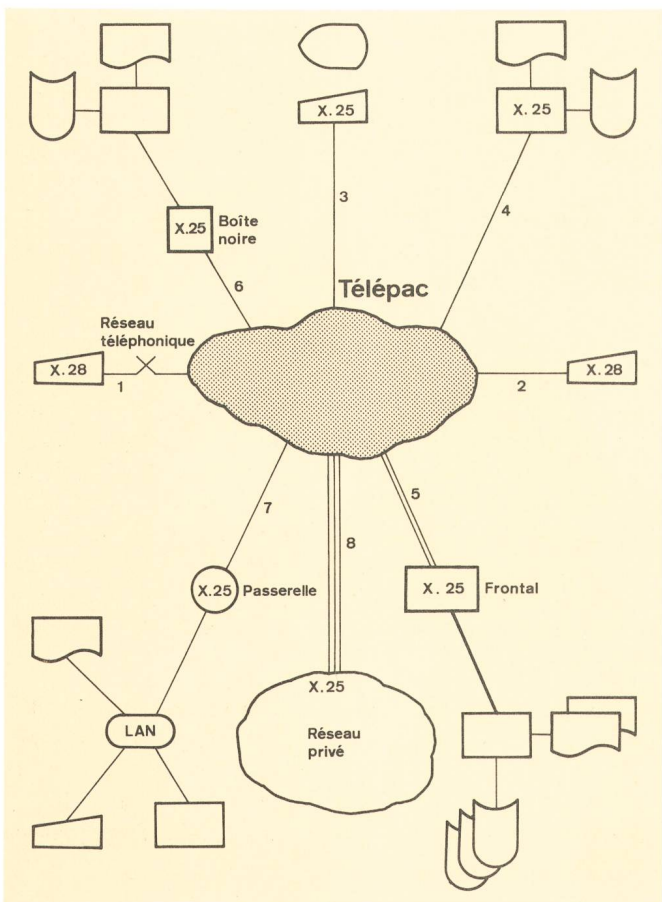 X.25
X.25
3
4
X.25
Boîte
noire
6
Télépac
Réseau
téléphonique
X.28
1
2
X.28
7
8
5
X.25
Passerelle
X.25
Frontal
X.25
LAN
Réseau
privé